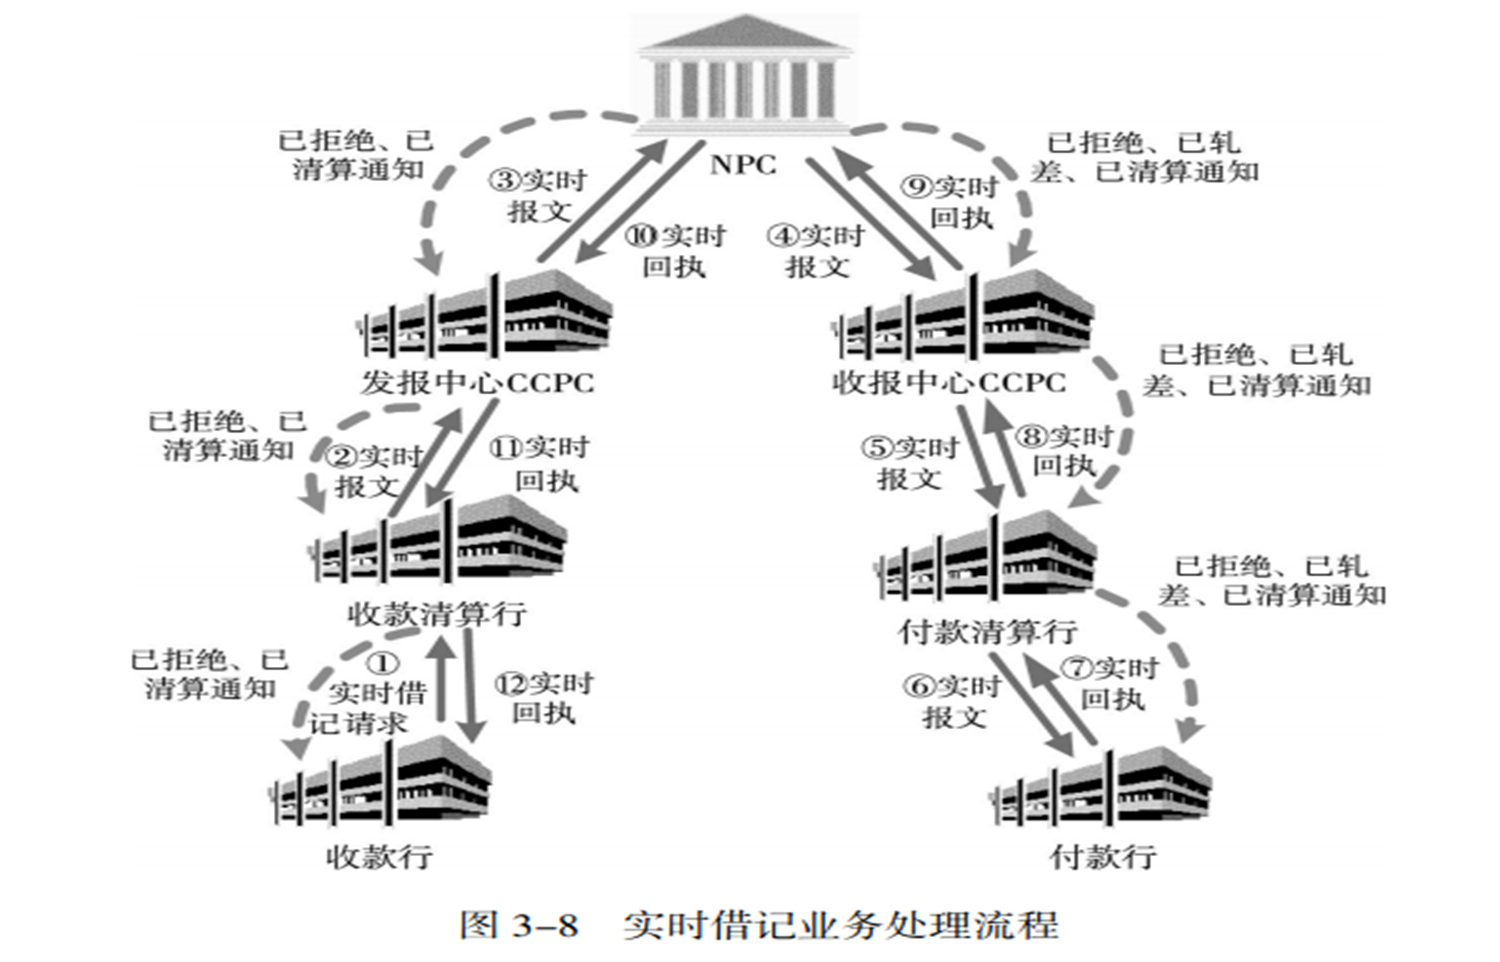 NPC
已拒绝、已
清算通知
已拒绝、已轧
差、已清算通知
③实时
报文
⑩实时
回执
④实时
报文
⑨实时
回执
发报中心CCPC
收报中心CCPC
已拒绝、已轧
差、已清算通知
已拒绝、已
清算通知
②实时
报文
⑪实时
回执
⑤实时
报文
⑧实时
回执
收款清算行
付款清算行
已拒绝、已轧
差、已清算通知
已拒绝、已
清算通知
①
实时借
记请求
⑫实时
回执
⑥实时
报文
⑦实时
回执
收款行
付款行
图 3-8 实时借记业务处理流程